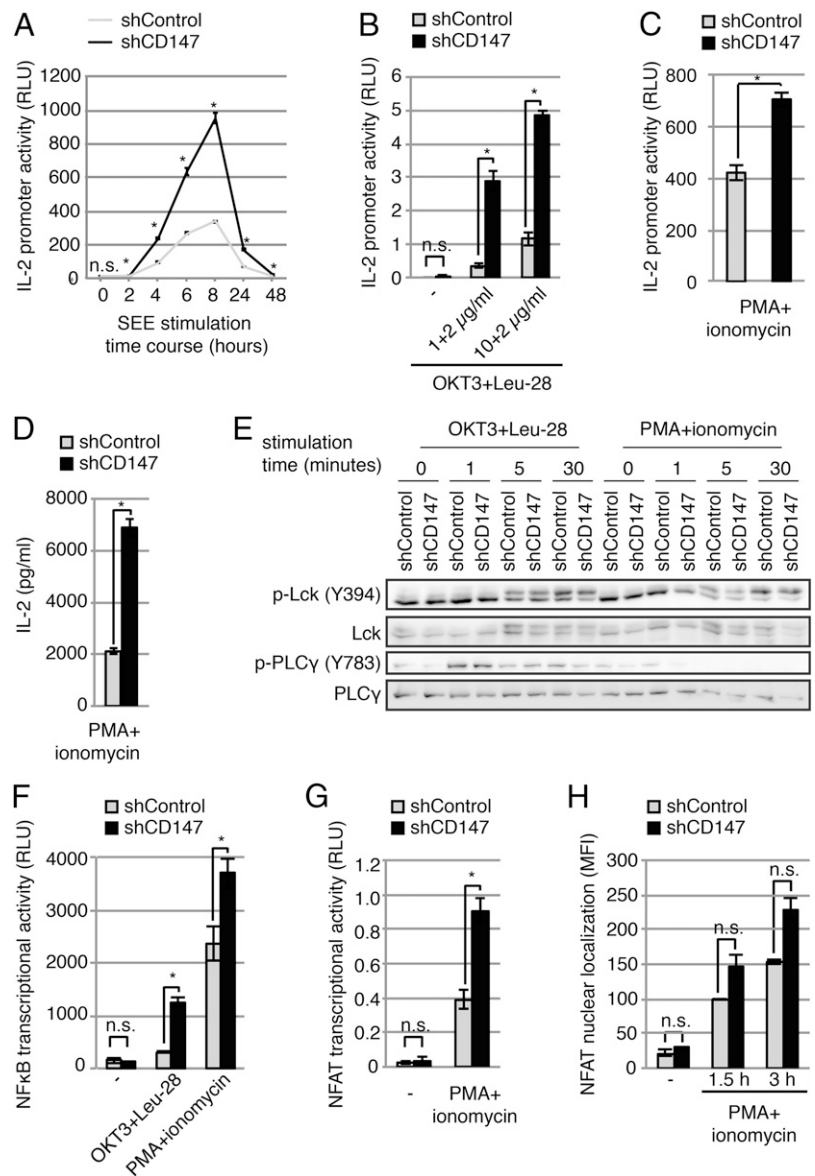 A
shControl
shCD147
IL-2 promoter activity (RLU)
1200
1000
800
600
400
200
0
n.s.
*
*
*
*
*
*
0 2 4 6 8 24 48
SEE stimulation
time course (hours)
B
shControl
shCD147
IL-2 promoter activity (RLU)
6
5
4
3
2
1
0
n.s.
*
*
-
1+2 µg/ml
10+2 µg/ml
OKT3+Leu-28
C
shControl
shCD147
IL-2 promoter activity (RLU)
800
600
400
200
0
*
PMA+
ionomycin
D
shControl
shCD147
IL-2 (pg/ml)
8000
6000
4000
2000
0
*
PMA+
ionomycin
E
stimulation
time (minutes)
OKT3+Leu-28 PMA+ionomycin
0 1 5 30 0 1 5 30
shControl shCD147 shControl shCD147 shControl shCD147 shControl shCD147 shControl shCD147 shControl shCD147 shControl shCD147 shControl shCD147
p-Lck (Y394)
Lck
p-PLCγ (Y783)
PLCγ
F
shControl
shCD147
NFκB transcriptional activity (RLU)
4000
3000
2000
1000
0
n.s.
*
*
-
OKT3+Leu-28
PMA+ionomycin
G
shControl
shCD147
NFAT transcriptional activity (RLU)
1.2
1.0
0.8
0.6
0.4
0.2
0
n.s.
*
-
PMA+
ionomycin
H
shControl
shCD147
NFAT nuclear localization (MFI)
300
250
200
150
100
50
0
n.s.
n.s.
n.s.
- 1.5 h 3 h
PMA+
ionomycin